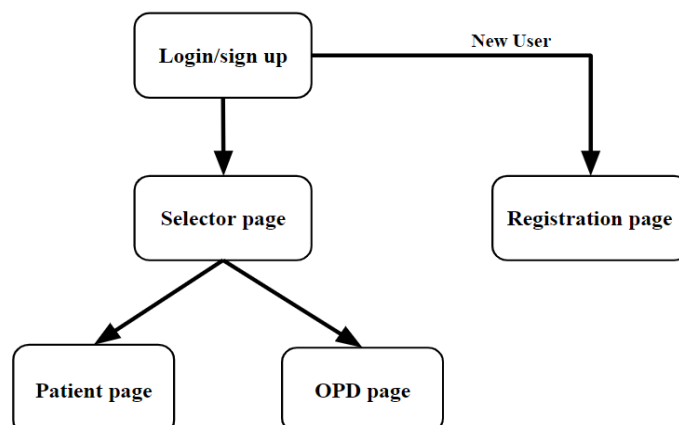 New User
Login/sign up
Selector page
Registration page
Patient page
OPD page